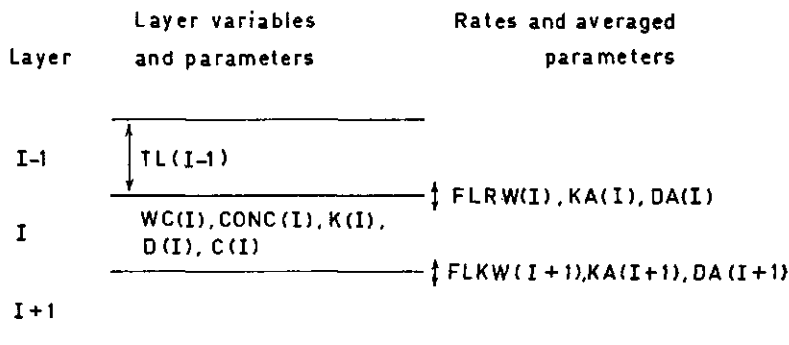 Layer variables
Rates and averaged
Layer
and parameters
parameters
I-1
TL(I-1)
FLRW(I), KA(I), DA(I)
I
WC(I), CONC(I), K(I),
D(I), C(I)
FLKW(I+1),KA(I+1), DA(I+1)
I+1